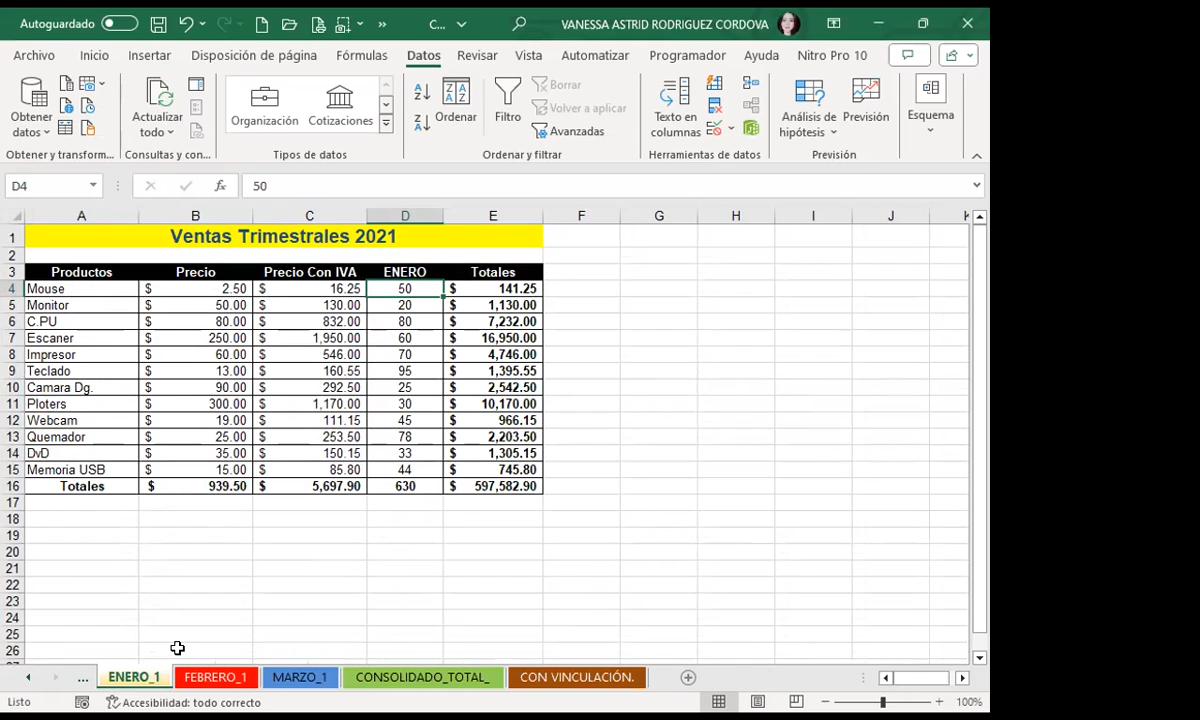 Autoguardado » C... VANESSA ASTRID RODRIGUEZ CORDOVA
Archivo Inicio Insertar Disposición de página Fórmulas Datos Revisar Vista Automatizar Programador Ayuda Nitro Pro 10
Obtener datos Actualizar todo Organización Cotizaciones Ordenar Filtro Borrar Volver a aplicar Avanzadas Texto en columnas Análisis de hipótesis Previsión Esquema
Obtener y transform... Consultas y con... Tipos de datos Ordenar y filtrar Herramientas de datos Previsión
D4 fx 50
A B C D E F G H I J K
1 Ventas Trimestrales 2021
2
3 Productos Precio Precio Con IVA ENERO Totales
4 Mouse $ 2.50 $ 16.25 50 $ 141.25
5 Monitor $ 50.00 $ 130.00 20 $ 1,130.00
6 C.PU $ 80.00 $ 832.00 80 $ 7,232.00
7 Escaner $ 250.00 $ 1,950.00 60 $ 16,950.00
8 Impresor $ 60.00 $ 546.00 70 $ 4,746.00
9 Teclado $ 13.00 $ 160.55 95 $ 1,395.55
10 Camara Dg. $ 90.00 $ 292.50 25 $ 2,542.50
11 Ploters $ 300.00 $ 1,170.00 30 $ 10,170.00
12 Webcam $ 19.00 $ 111.15 45 $ 966.15
13 Quemador $ 25.00 $ 253.50 78 $ 2,203.50
14 DvD $ 35.00 $ 150.15 33 $ 1,305.15
15 Memoria USB $ 15.00 $ 85.80 44 $ 745.80
16 Totales $ 939.50 $ 5,697.90 630 $ 597,582.90
17
18
19
20
21
22
23
24
25
26
... ENERO_1 FEBRERO_1 MARZO_1 CONSOLIDADO_TOTAL_ CON VINCULACIÓN.
Listo Accesibilidad: todo correcto 100%